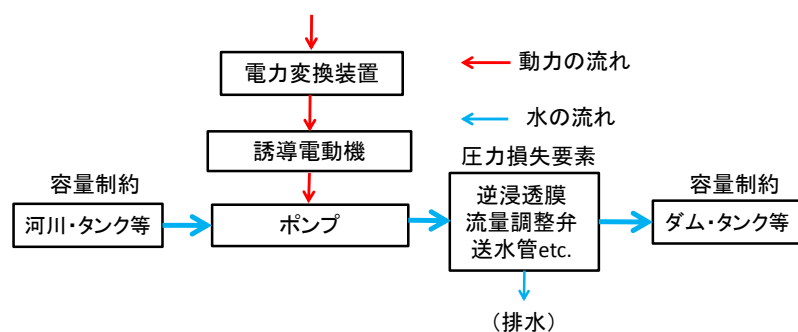 電力変換装置
動力の流れ
水の流れ
誘導電動機
圧力損失要素
容量制約
容量制約
河川・タンク等
ポンプ
逆浸透膜
流量調整弁
送水管etc.
ダム・タンク等
（排水）